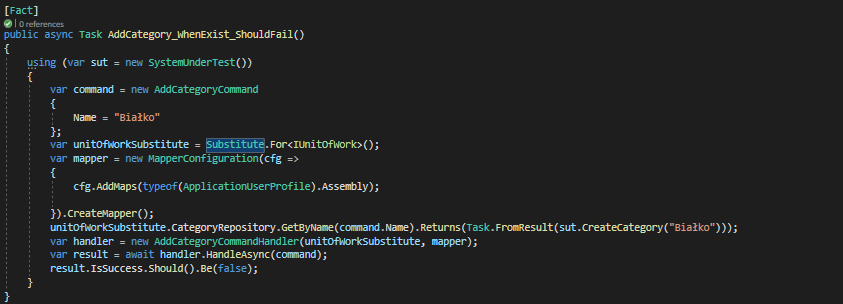 [Fact]
0 references
public async Task AddCategory_WhenExist_ShouldFail()
{
using (var sut = new SystemUnderTest())
{
var command = new AddCategoryCommand
{
Name = "Białko"
};
var unitOfWorkSubstitute = Substitute.For<IUnitOfWork>();
var mapper = new MapperConfiguration(cfg =>
{
cfg.AddMaps(typeof(ApplicationUserProfile).Assembly);
}).CreateMapper();
unitOfWorkSubstitute.CategoryRepository.GetByName(command.Name).Returns(Task.FromResult(sut.CreateCategory("Białko")));
var handler = new AddCategoryCommandHandler(unitOfWorkSubstitute, mapper);
var result = await handler.HandleAsync(command);
result.IsSuccess.Should().Be(false);
}
}